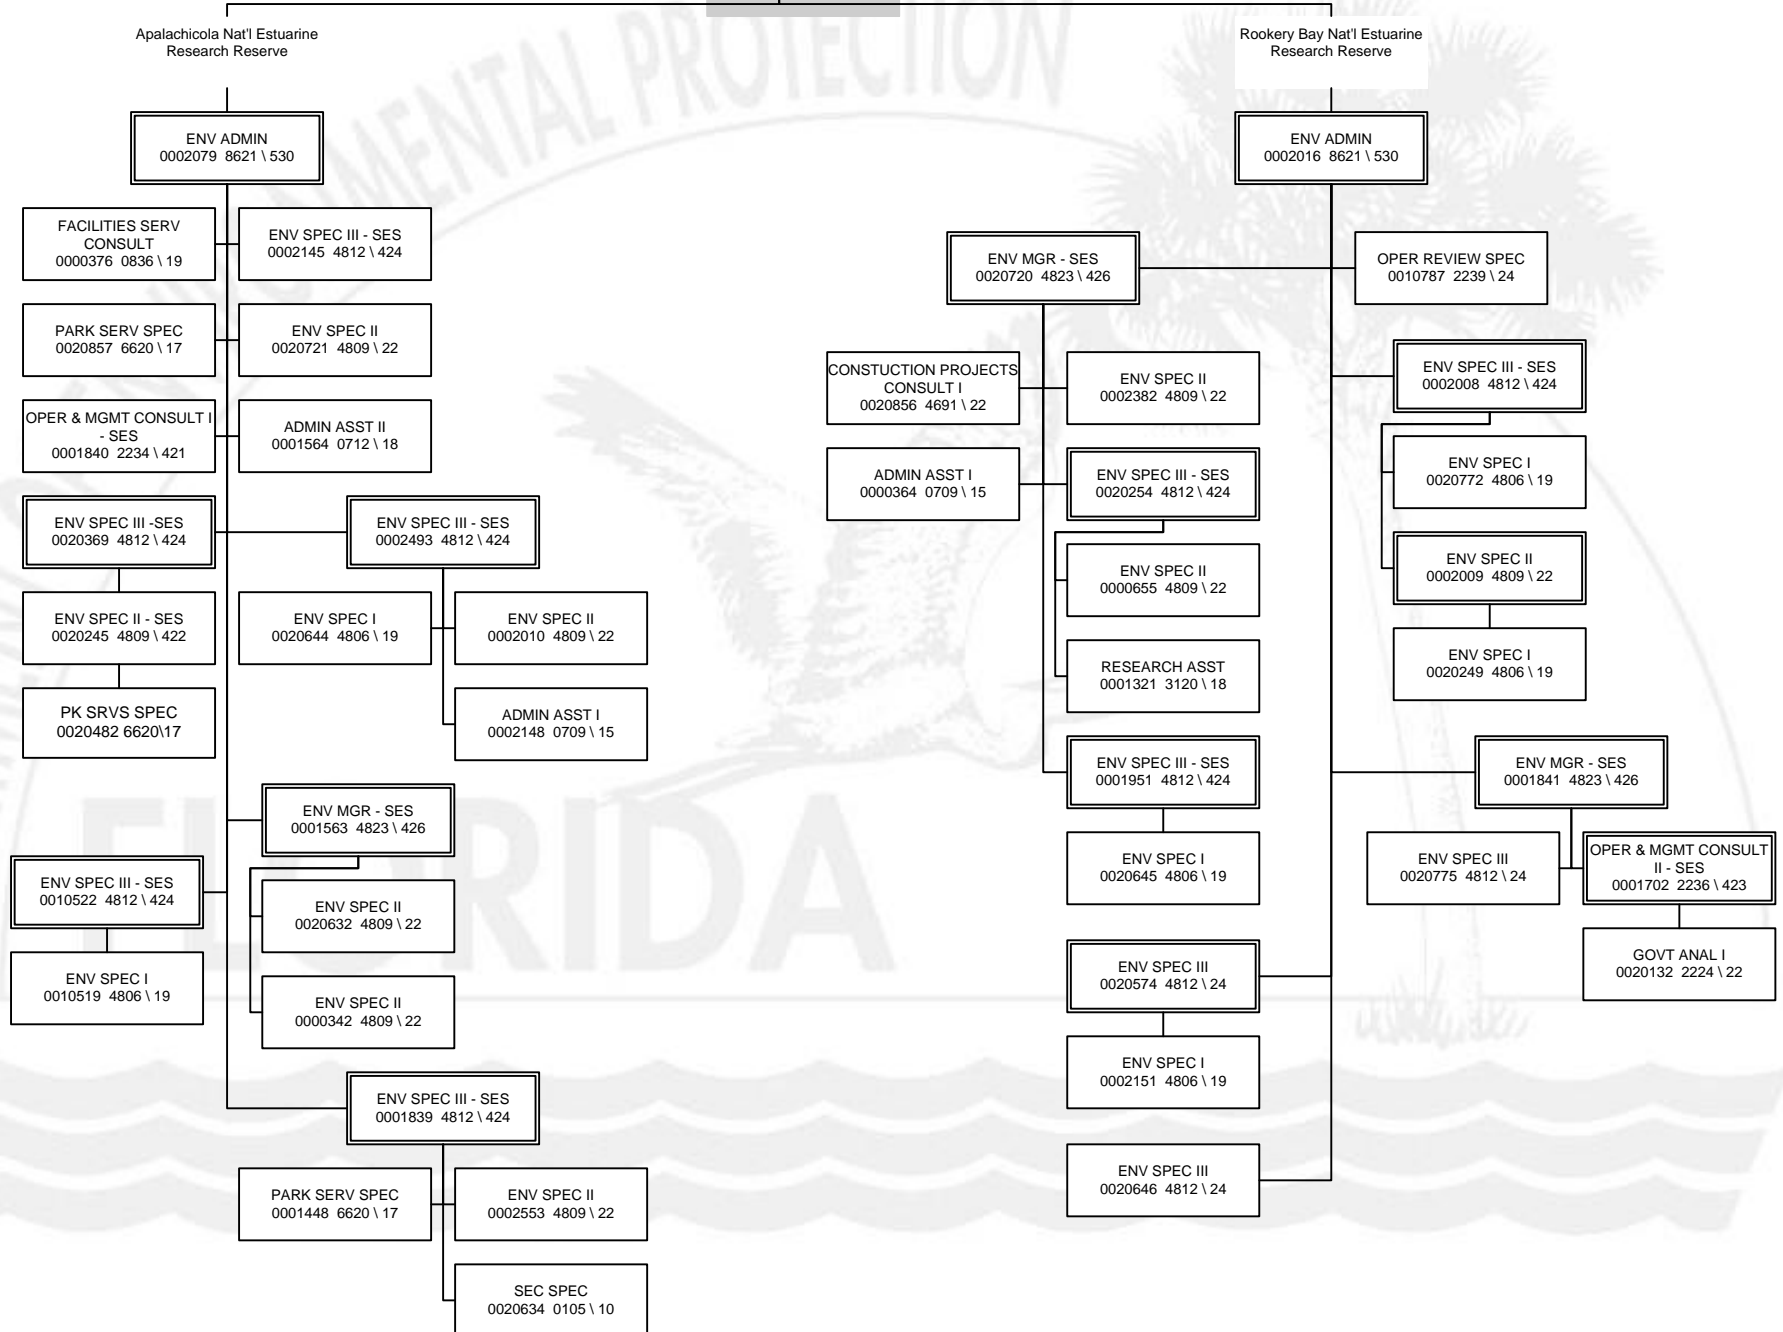 Apalachicola Nat'l Estuarine
Research Reserve
ENV ADMIN
0002079 8621 \ 530
FACILITIES SERV
CONSULT
0000376 0836 \ 19
ENV SPEC III - SES
0002145 4812 \ 424
PARK SERV SPEC
0020857 6620 \ 17
ENV SPEC II
0020721 4809 \ 22
OPER & MGMT CONSULT I
- SES
0001840 2234 \ 421
ADMIN ASST II
0001564 0712 \ 18
ENV SPEC III -SES
0020369 4812 \ 424
ENV SPEC III - SES
0002493 4812 \ 424
ENV SPEC II - SES
0020245 4809 \ 422
ENV SPEC I
0020644 4806 \ 19
ENV SPEC II
0002010 4809 \ 22
PK SRVS SPEC
0020482 6620\17
ADMIN ASST I
0002148 0709 \ 15
ENV MGR - SES
0001563 4823 \ 426
ENV SPEC III - SES
0010522 4812 \ 424
ENV SPEC II
0020632 4809 \ 22
ENV SPEC I
0010519 4806 \ 19
ENV SPEC II
0000342 4809 \ 22
ENV SPEC III - SES
0001839 4812 \ 424
PARK SERV SPEC
0001448 6620 \ 17
ENV SPEC II
0002553 4809 \ 22
SEC SPEC
0020634 0105 \ 10
Rookery Bay Nat'l Estuarine
Research Reserve
ENV ADMIN
0002016 8621 \ 530
ENV MGR - SES
0020720 4823 \ 426
OPER REVIEW SPEC
0010787 2239 \ 24
CONSTUCTION PROJECTS
CONSULT I
0020856 4691 \ 22
ENV SPEC II
0002382 4809 \ 22
ADMIN ASST I
0000364 0709 \ 15
ENV SPEC III - SES
0020254 4812 \ 424
ENV SPEC II
0000655 4809 \ 22
RESEARCH ASST
0001321 3120 \ 18
ENV SPEC III - SES
0001951 4812 \ 424
ENV SPEC I
0020645 4806 \ 19
ENV SPEC III - SES
0002008 4812 \ 424
ENV SPEC I
0020772 4806 \ 19
ENV SPEC II
0002009 4809 \ 22
ENV SPEC I
0020249 4806 \ 19
ENV MGR - SES
0001841 4823 \ 426
ENV SPEC III
0020775 4812 \ 24
OPER & MGMT CONSULT
II - SES
0001702 2236 \ 423
GOVT ANAL I
0020132 2224 \ 22
ENV SPEC III
0020574 4812 \ 24
ENV SPEC I
0002151 4806 \ 19
ENV SPEC III
0020646 4812 \ 24
OF ENVIRONMENTAL PROTECTION
FLORIDA